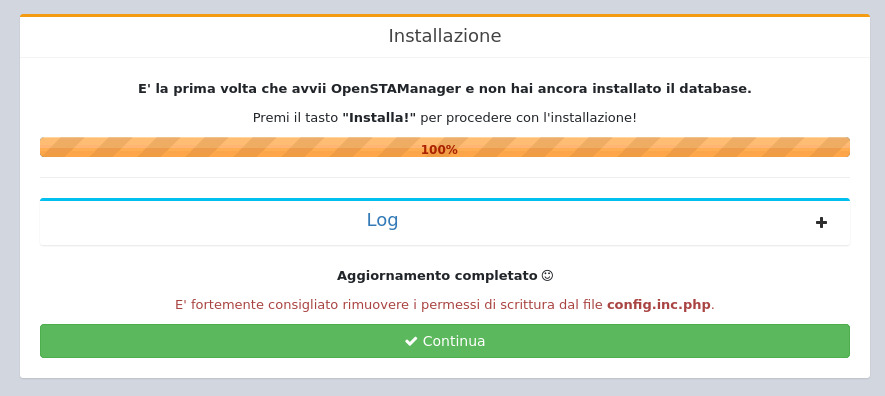 Installazione
E' la prima volta che avvii OpenSTAManager e non hai ancora installato il database.
Premi il tasto "Installa!" per procedere con l'installazione!
100%
Log
Aggiornamento completato
E' fortemente consigliato rimuovere i permessi di scrittura dal file config.inc.php.
Continua